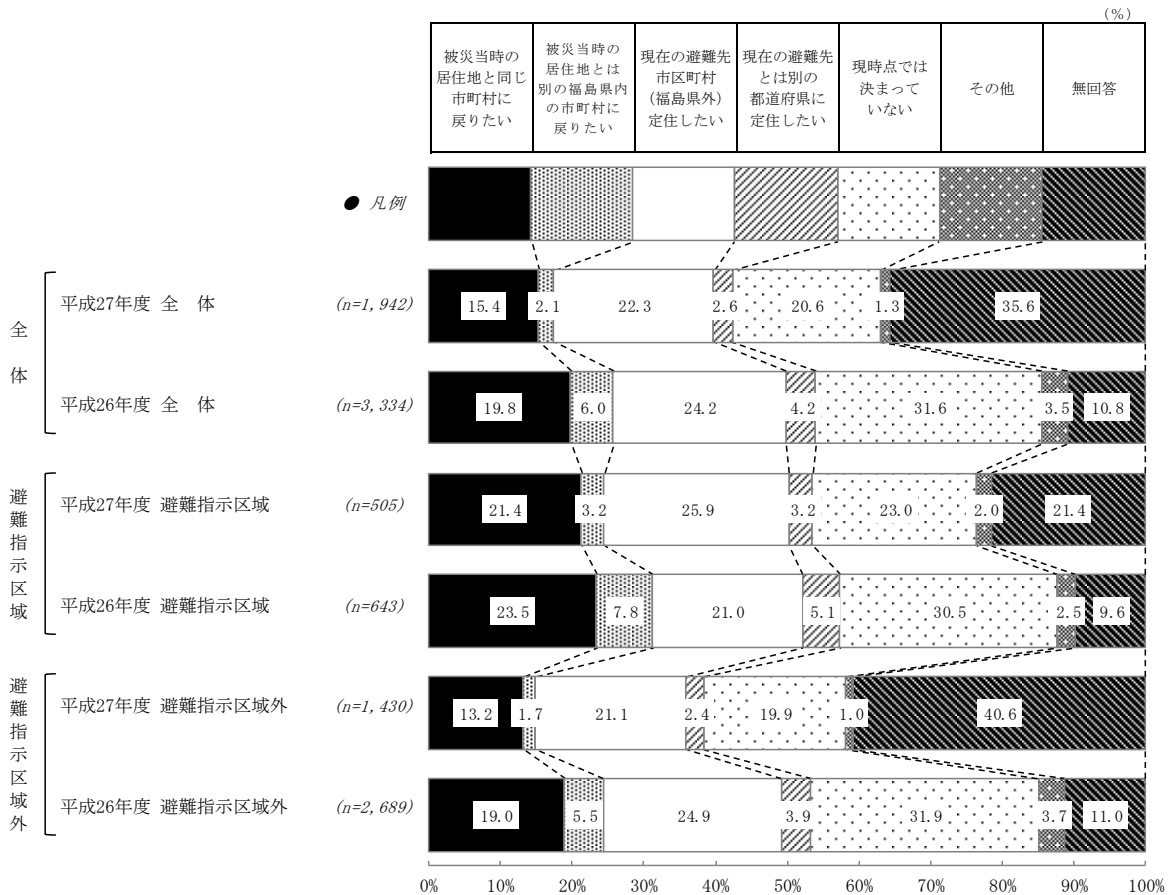 （％）
被災当時の
居住地と同じ
市町村に
戻りたい
被災当時の
居住地とは
別の福島県内
の市町村に
戻りたい
現在の避難先
市区町村
（福島県外）
定住したい
現在の避難先
とは別の
都道府県に
定住したい
現時点では
決まって
いない
その他
無回答
● 凡例
全体
平成27年度 全　体 (n=1,942) 15.4 2.1 22.3 2.6 20.6 1.3 35.6
平成26年度 全　体 (n=3,334) 19.8 6.0 24.2 4.2 31.6 3.5 10.8
避難指示区域
平成27年度 避難指示区域 (n=505) 21.4 3.2 25.9 3.2 23.0 2.0 21.4
平成26年度 避難指示区域 (n=643) 23.5 7.8 21.0 5.1 30.5 2.5 9.6
避難指示区域外
平成27年度 避難指示区域外 (n=1,430) 13.2 1.7 21.1 2.4 19.9 1.0 40.6
平成26年度 避難指示区域外 (n=2,689) 19.0 5.5 24.9 3.9 31.9 3.7 11.0
0% 10% 20% 30% 40% 50% 60% 70% 80% 90% 100%